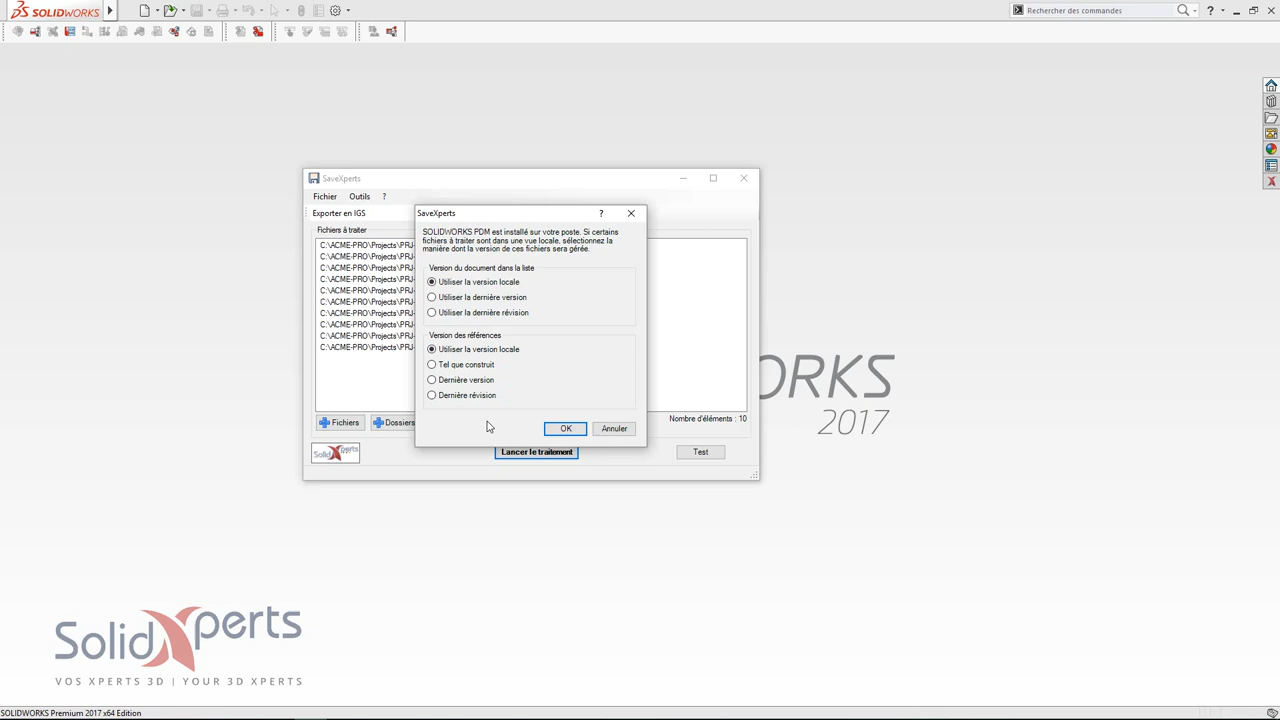 SOLIDWORKS
Rechercher des commandes
?
SaveXperts
Fichier Outils ?
Exporter en IGS
Fichiers à traiter
C:\ACME-PRO\Projects\PRJ-
C:\ACME-PRO\Projects\PRJ-
C:\ACME-PRO\Projects\PRJ-
C:\ACME-PRO\Projects\PRJ-
C:\ACME-PRO\Projects\PRJ-
C:\ACME-PRO\Projects\PRJ-
C:\ACME-PRO\Projects\PRJ-
C:\ACME-PRO\Projects\PRJ-
C:\ACME-PRO\Projects\PRJ-
C:\ACME-PRO\Projects\PRJ-
Fichiers
Dossiers
Nombre d'éléments : 10
SolidXperts
Lancer le traitement
Test
SaveXperts
?
SOLIDWORKS PDM est installé sur votre poste. Si certains
fichiers à traiter sont dans une vue locale, sélectionnez la
manière dont la version de ces fichiers sera gérée.
Version du document dans la liste
Utiliser la version locale
Utiliser la dernière version
Utiliser la dernière révision
Version des références
Utiliser la version locale
Tel que construit
Dernière version
Dernière révision
OK
Annuler
ORKS
2017
SolidXperts
VOS XPERTS 3D | YOUR 3D XPERTS
SOLIDWORKS Premium 2017 x64 Edition